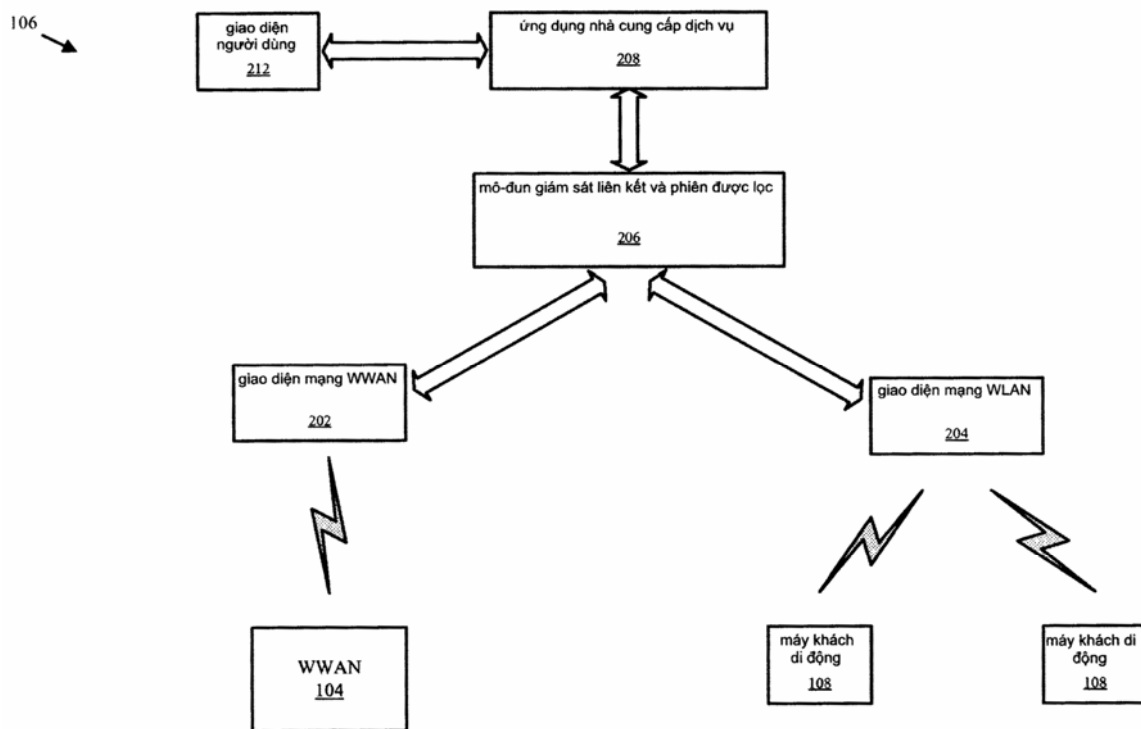 106
giao diện
người dùng
212
ứng dụng nhà cung cấp dịch vụ
208
mô-đun giám sát liên kết và phiên được lọc
206
giao diện mạng WWAN
202
giao diện mạng WLAN
204
WWAN
104
máy khách
di động
108
máy khách di
động
108